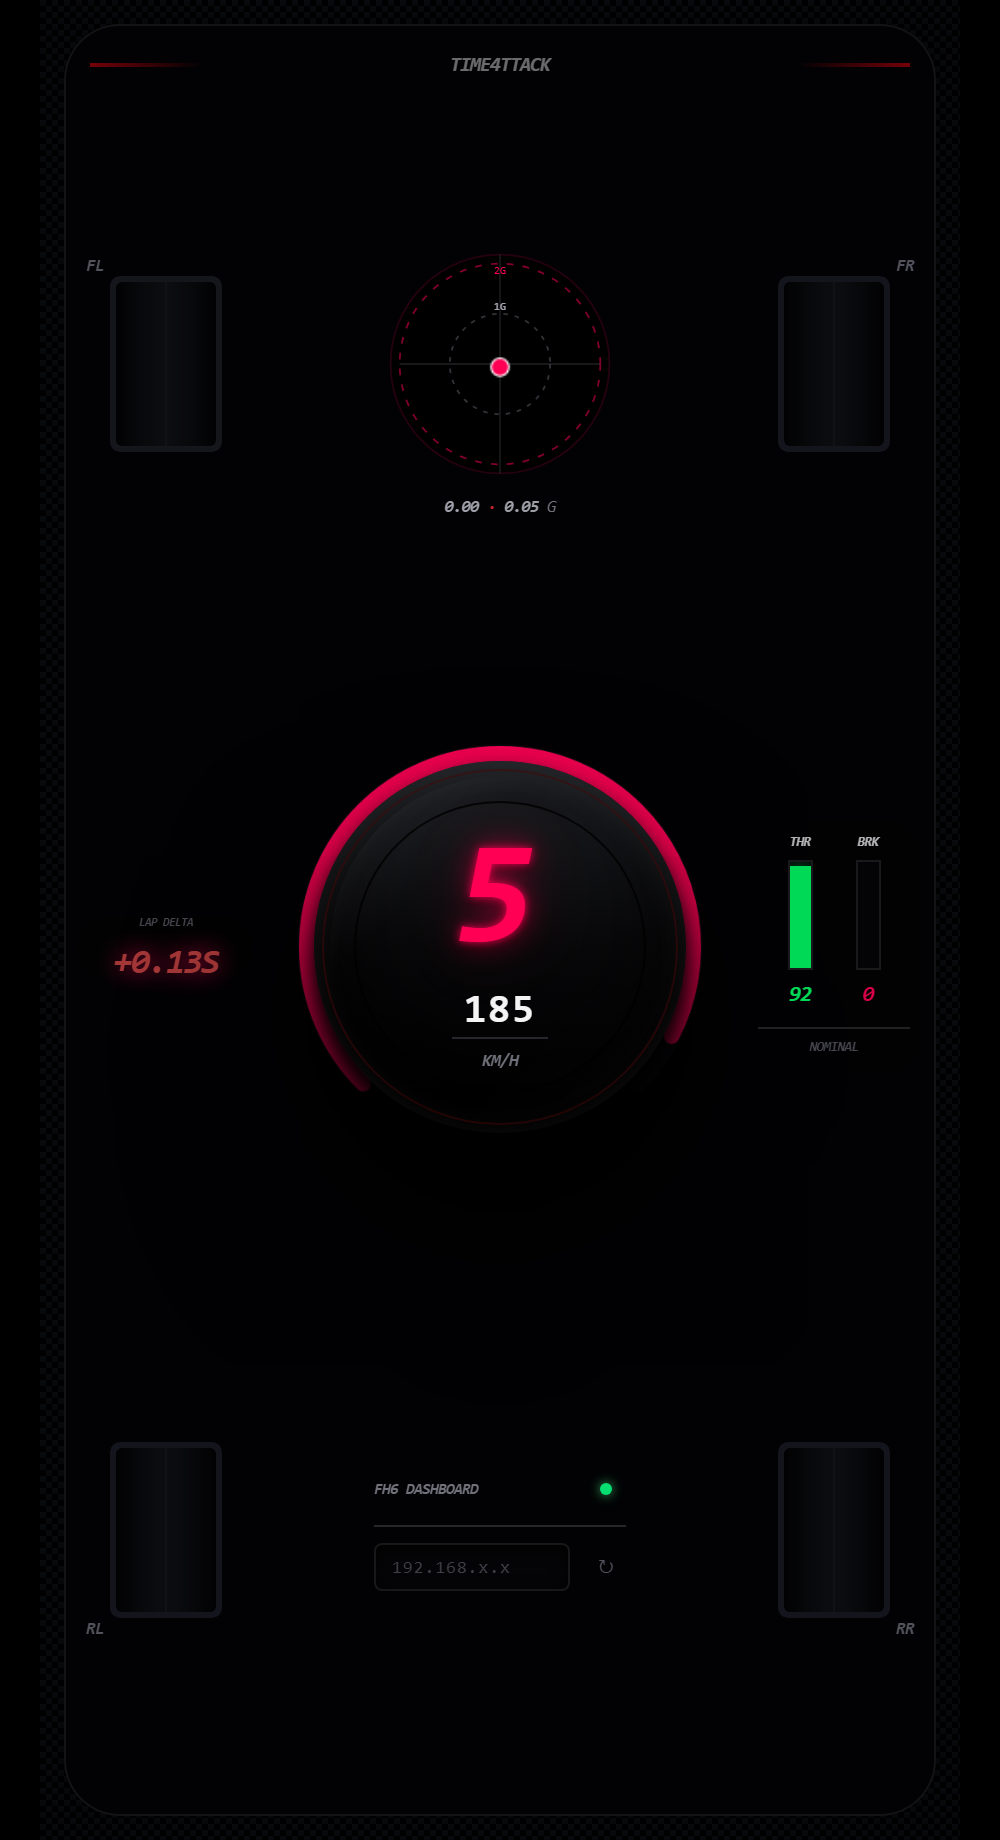 TIME4TTACK
FL
FR
2G
1G
0.00 · 0.05 G
5
185
KM/H
LAP DELTA
+0.13S
THR BRK
92 0
NOMINAL
FH6 DASHBOARD
192.168.x.x ↻
RL
RR